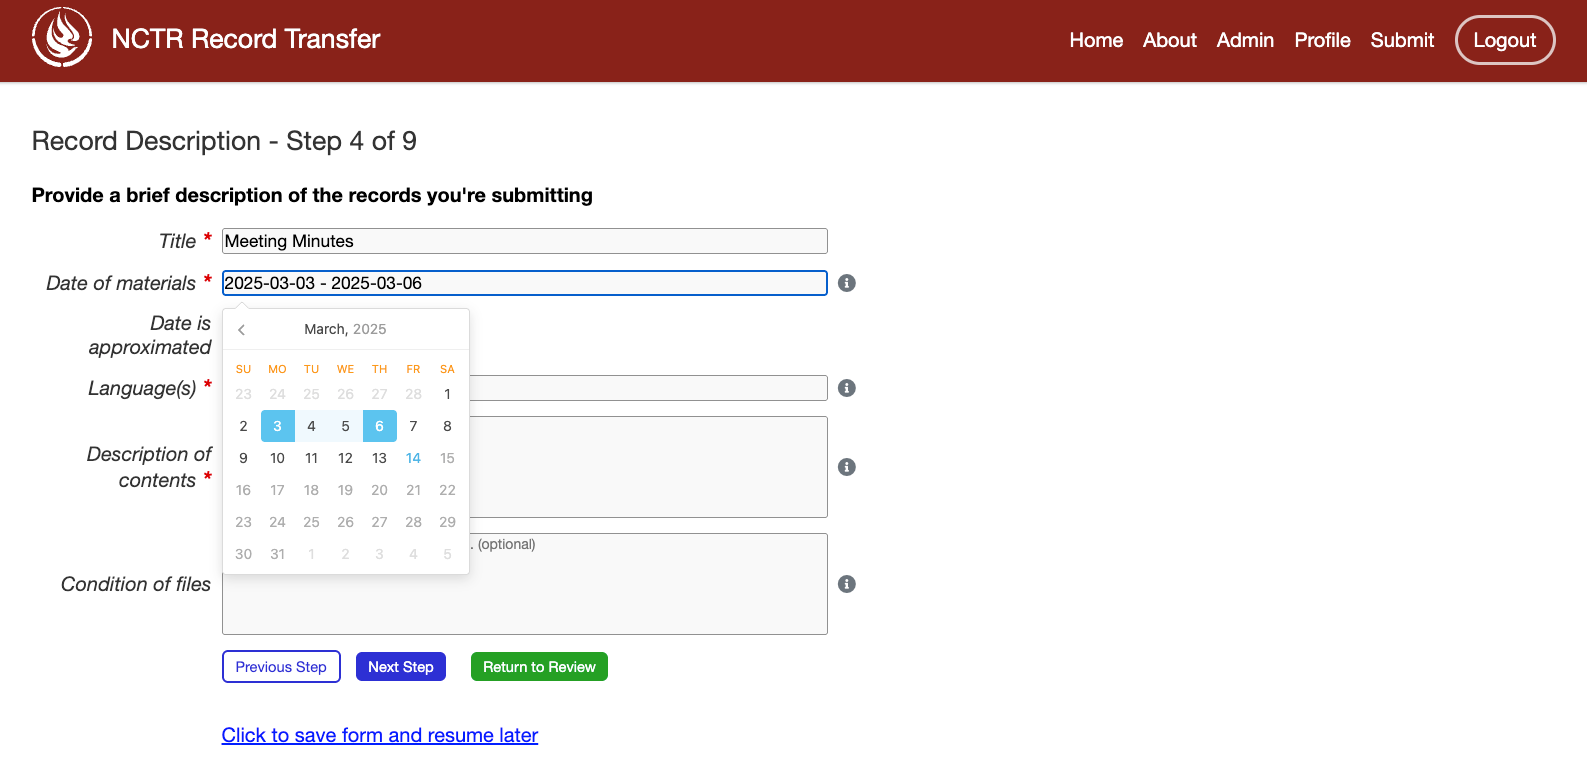 NCTR Record Transfer
Home About Admin Profile Submit Logout
Record Description - Step 4 of 9
Provide a brief description of the records you're submitting
Title * Meeting Minutes
Date of materials * 2025-03-03 - 2025-03-06
Date is
approximated
March, 2025
SU MO TU WE TH FR SA
23 24 25 26 27 28 1
2 3 4 5 6 7 8
9 10 11 12 13 14 15
16 17 18 19 20 21 22
23 24 25 26 27 28 29
30 31 1 2 3 4 5
Language(s) *
Description of
contents *
. (optional)
Condition of files
Previous Step Next Step Return to Review
Click to save form and resume later